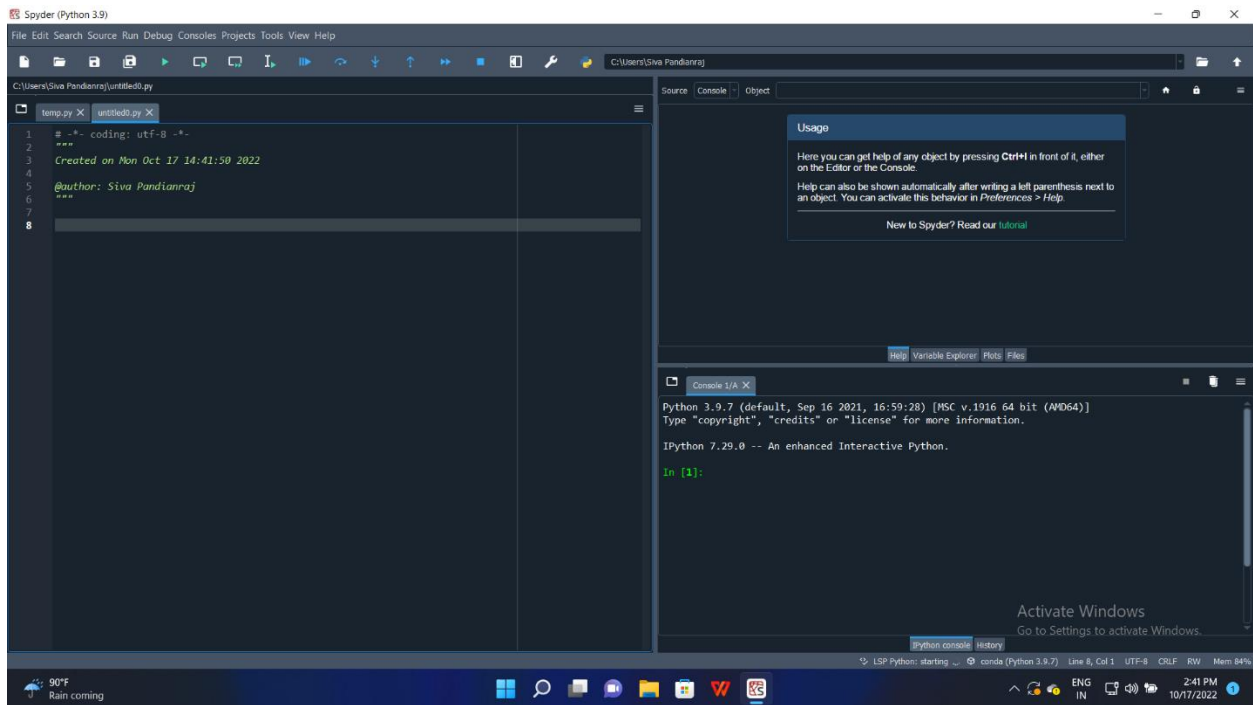 Spyder (Python 3.9)
File Edit Search Source Run Debug Consoles Projects Tools View Help
C:\Users\Siva Pandianraj
C:\Users\Siva Pandianraj\untitled0.py
temp.py X untitled0.py X
1 # -*- coding: utf-8 -*-
2 """
3 Created on Mon Oct 17 14:41:50 2022
4
5 @author: Siva Pandianraj
6 """
7
8
Source Console Object
Usage
Here you can get help of any object by pressing Ctrl+I in front of it, either
on the Editor or the Console.
Help can also be shown automatically after writing a left parenthesis next to
an object. You can activate this behavior in Preferences > Help.
New to Spyder? Read our tutorial
Help Variable Explorer Plots Files
Console 1/A X
Python 3.9.7 (default, Sep 16 2021, 16:59:28) [MSC v.1916 64 bit (AMD64)]
Type "copyright", "credits" or "license" for more information.
IPython 7.29.0 -- An enhanced Interactive Python.
In [1]:
Activate Windows
Go to Settings to activate Windows.
IPython console History
LSP Python: starting ... conda (Python 3.9.7) Line 8, Col 1 UTF-8 CRLF RW Mem 84%
90°F
Rain coming
ENG
IN
2:41 PM
10/17/2022
1